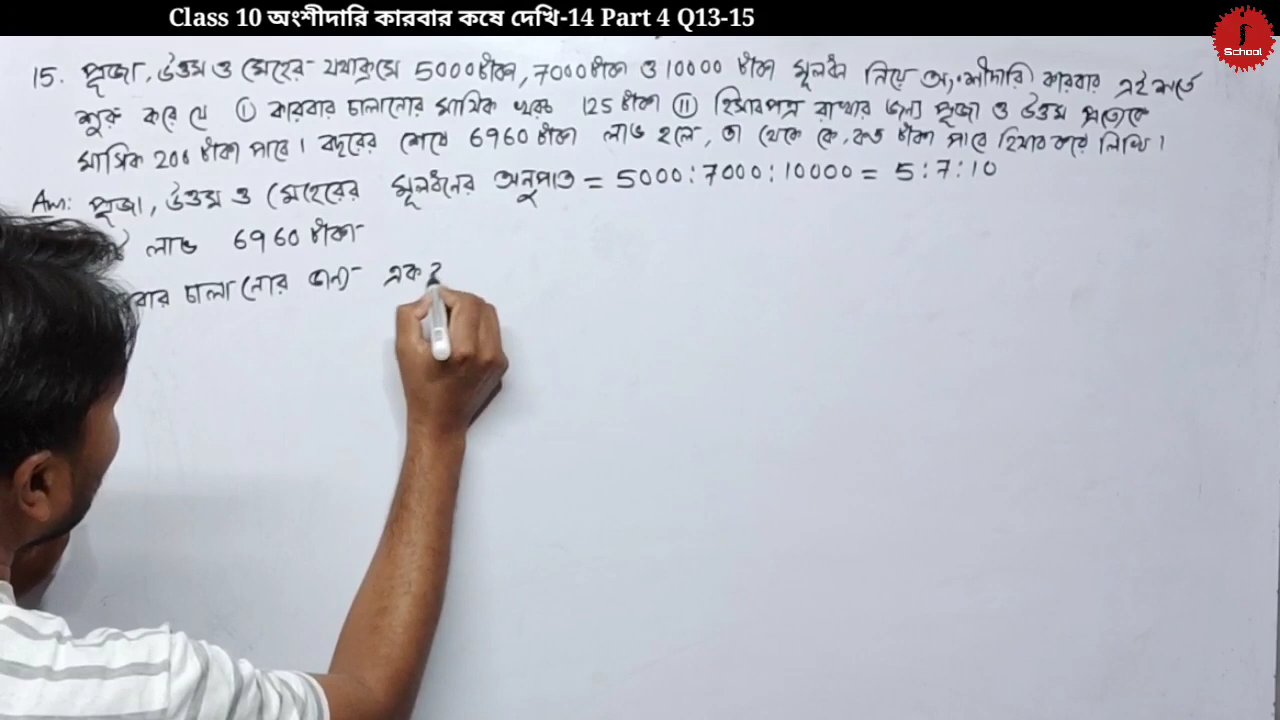 Class 10 অংশীদারি কারবার কষে দেখি-14 Part 4 Q13-15
School
15. পূজা, উত্তম ও মেহের যথাক্রমে 5000 টাকা, 7000 টাকা ও 10000 টাকা মূলধন নিয়ে অংশীদারি কারবার এই শর্তে
শুরু করে যে (i) কারবার চালানোর মাসিক খরচ 125 টাকা (ii) হিসাবপত্র রাখার জন্য পূজা ও উত্তম প্রত্যেকে
মাসিক 200 টাকা পাবে। বছরের শেষে 6960 টাকা লাভ হলে, তা থেকে কে, কত টাকা পাবে হিসাব করে লিখি।
Ans: পূজা, উত্তম ও মেহেরের মূলধনের অনুপাত = 5000:7000:10000 = 5:7:10
লাভ 6960 টাকা
বার চালানোর জন্য এক